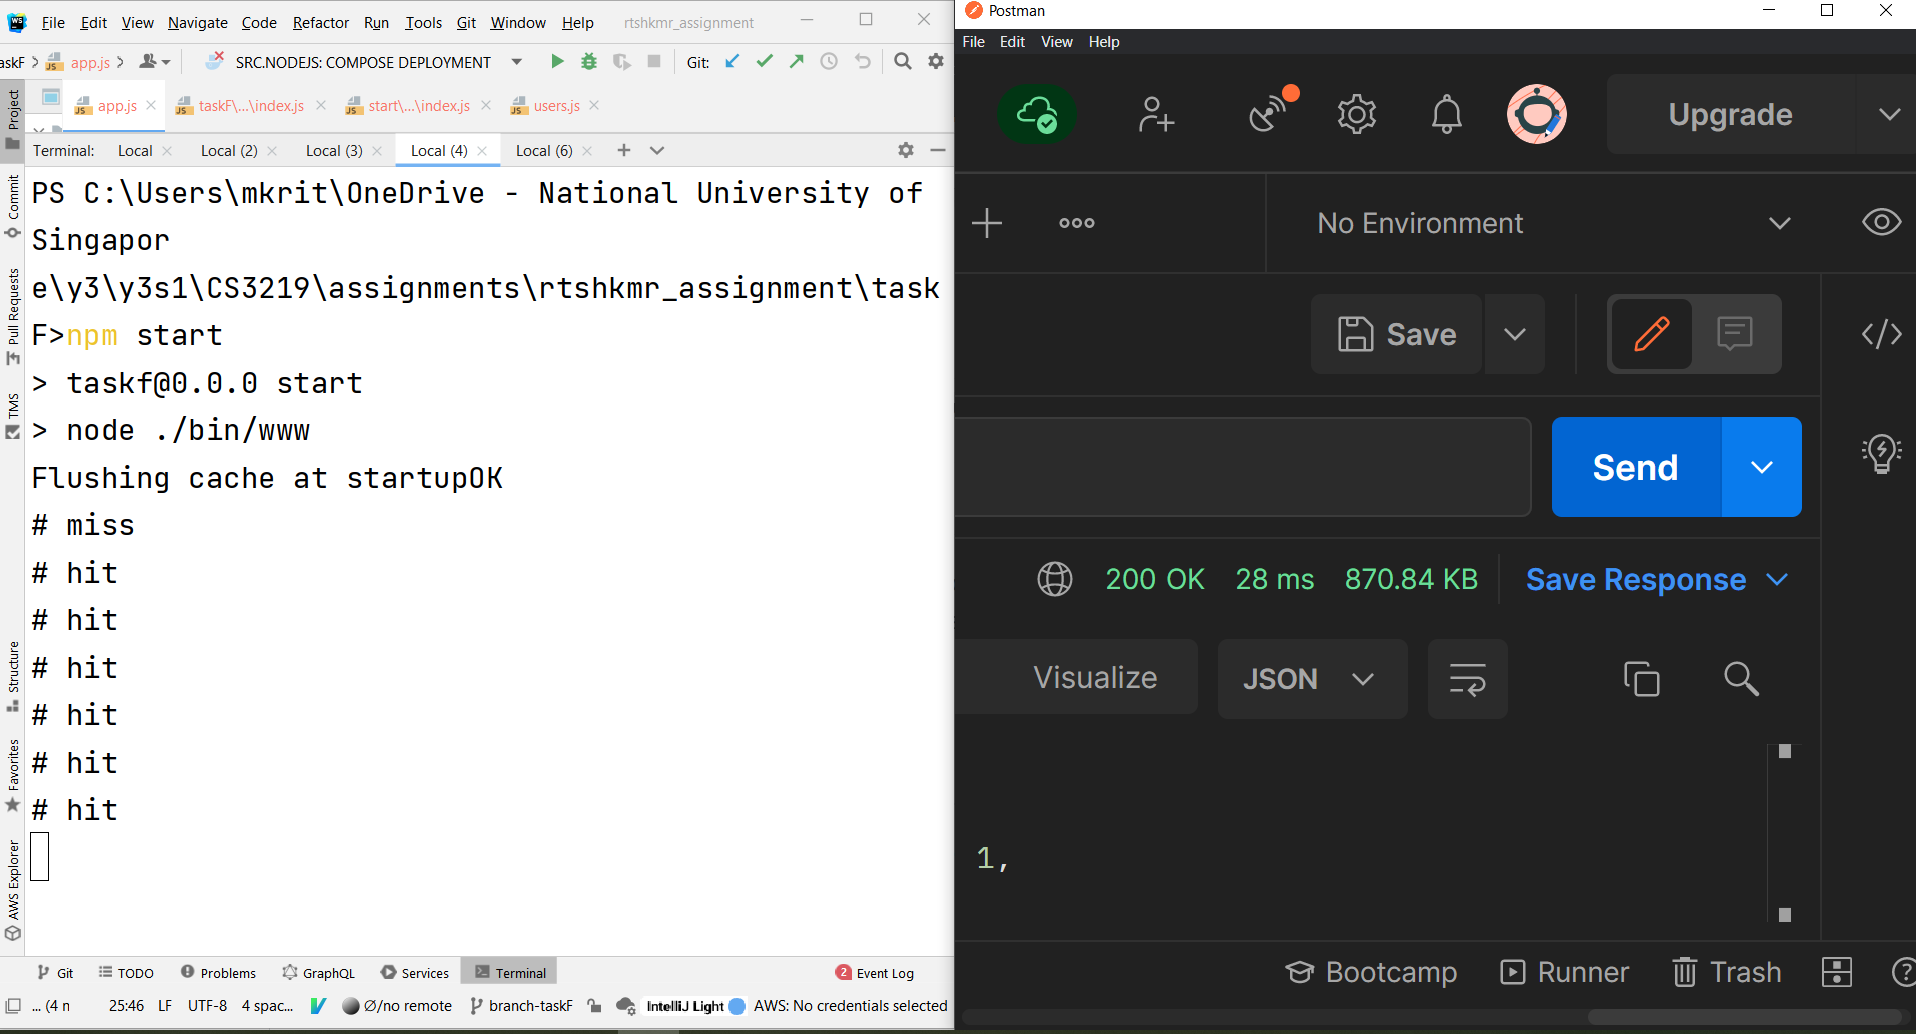 WS File Edit View Navigate Code Refactor Run Tools Git Window Help rtshkmr_assignment
askF app.js SRC.NODEJS: COMPOSE DEPLOYMENT Git:
app.js taskF\...\index.js start\...\index.js users.js
Terminal: Local Local (2) Local (3) Local (4) Local (6)
Project
Commit
Pull Requests
TMS
Structure
Favorites
AWS Explorer
PS C:\Users\mkrit\OneDrive - National University of
Singapor
e\y3\y3s1\CS3219\assignments\rtshkmr_assignment\task
F>npm start
> taskf@0.0.0 start
> node ./bin/www
Flushing cache at startupOK
# miss
# hit
# hit
# hit
# hit
# hit
# hit
Git TODO Problems GraphQL Services Terminal 2 Event Log
... (4 n 25:46 LF UTF-8 4 spac... Ø/no remote branch-taskF IntelliJ Light AWS: No credentials selected
Postman
File Edit View Help
Upgrade
No Environment
Save
Send
200 OK 28 ms 870.84 KB Save Response
Visualize JSON
1,
Bootcamp Runner Trash